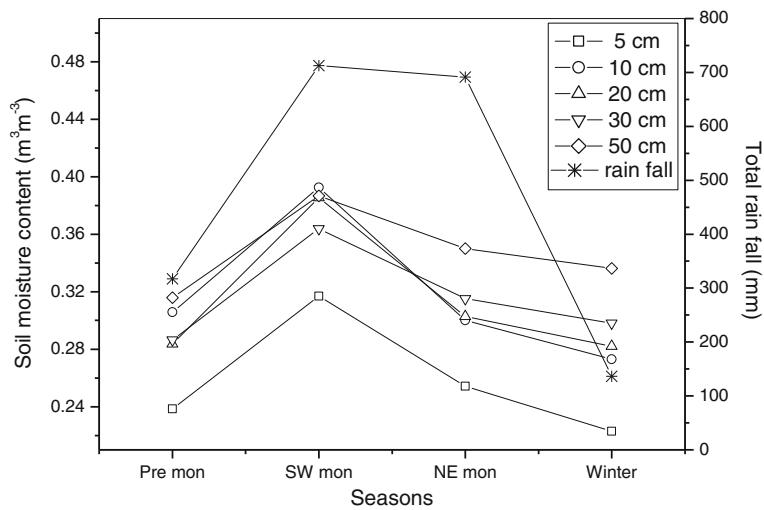 800
700
600
500
400
300
200
100
0
0.48
0.44
0.40
0.36
0.32
0.28
0.24
Soil moisture content (m³m⁻³)
Total rain fall (mm)
5 cm
10 cm
20 cm
30 cm
50 cm
rain fall
Pre mon SW mon NE mon Winter
Seasons